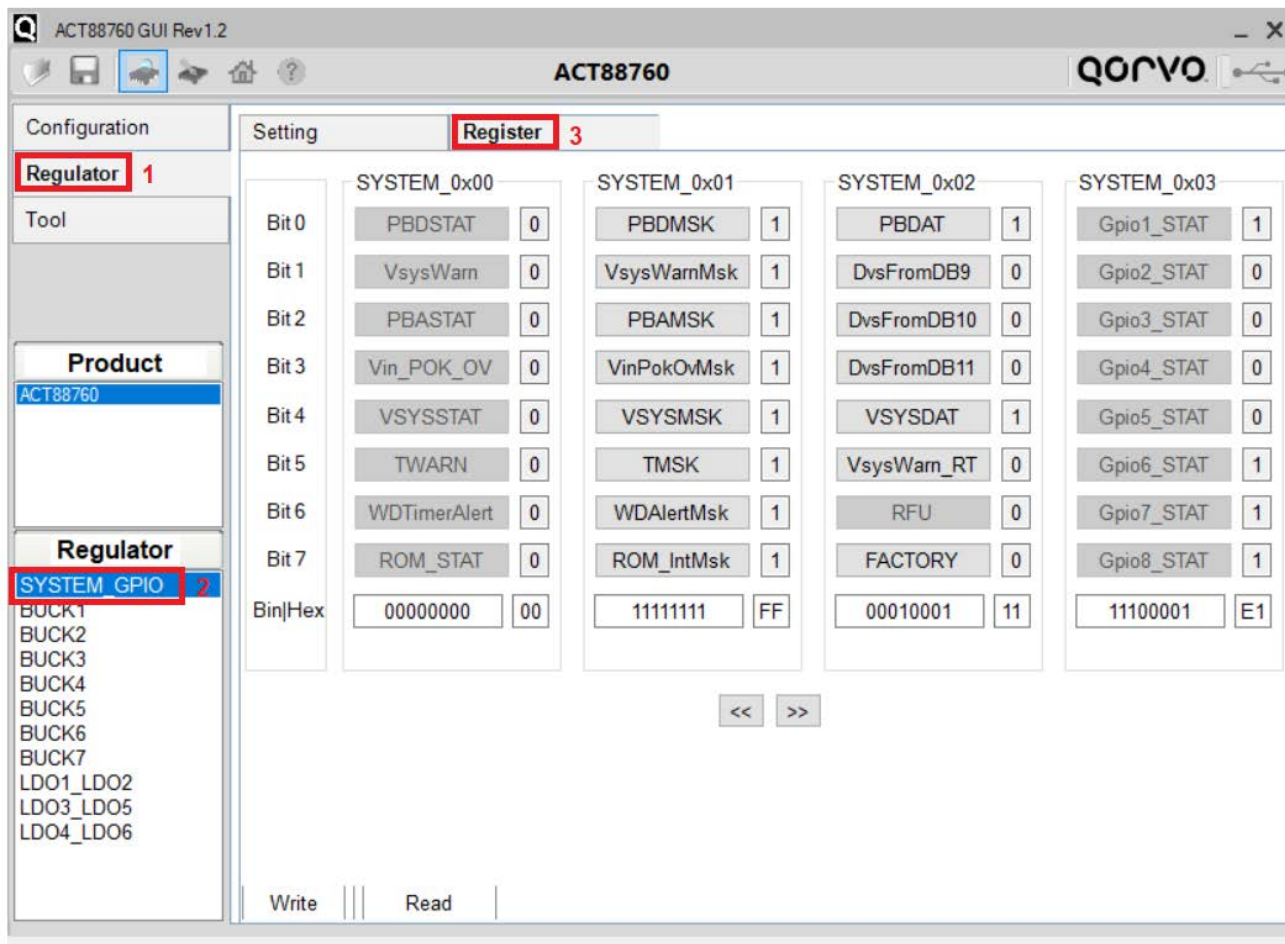 ACT88760 GUI Rev1.2
ACT88760
QORVO
Configuration
Regulator 1
Tool
Product
ACT88760
Regulator
SYSTEM_GPIO 2
BUCK1
BUCK2
BUCK3
BUCK4
BUCK5
BUCK6
BUCK7
LDO1_LDO2
LDO3_LDO5
LDO4_LDO6
Setting Register 3
SYSTEM_0x00 SYSTEM_0x01 SYSTEM_0x02 SYSTEM_0x03
Bit 0 PBDSTAT 0 PBDMSK 1 PBDAT 1 Gpio1_STAT 1
Bit 1 VsysWarn 0 VsysWarnMsk 1 DvsFromDB9 0 Gpio2_STAT 0
Bit 2 PBASTAT 0 PBAMSK 1 DvsFromDB10 0 Gpio3_STAT 0
Bit 3 Vin_POK_OV 0 VinPokOvMsk 1 DvsFromDB11 0 Gpio4_STAT 0
Bit 4 VSYSSTAT 0 VSYSMSK 1 VSYSDAT 1 Gpio5_STAT 0
Bit 5 TWARN 0 TMSK 1 VsysWarn_RT 0 Gpio6_STAT 1
Bit 6 WDTimerAlert 0 WDAlertMsk 1 RFU 0 Gpio7_STAT 1
Bit 7 ROM_STAT 0 ROM_IntMsk 1 FACTORY 0 Gpio8_STAT 1
Bin|Hex 00000000 00 11111111 FF 00010001 11 11100001 E1
<< >>
Write Read